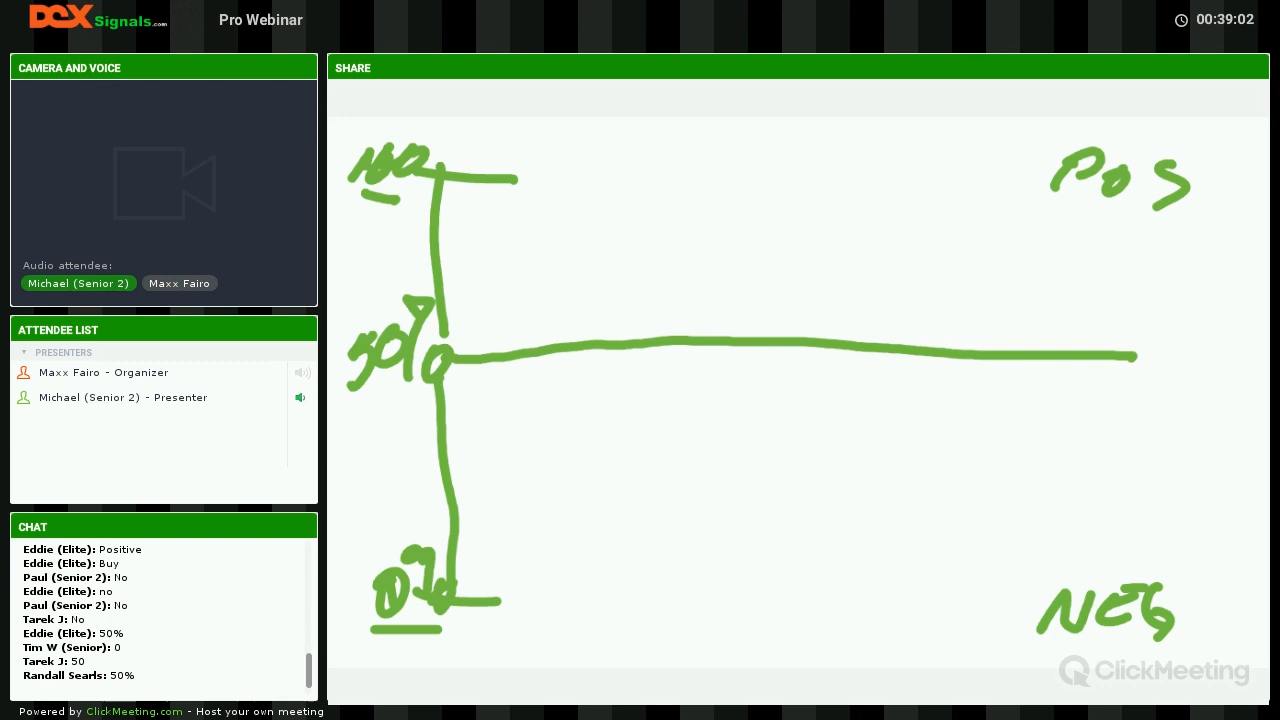 DCX Signals.com
Pro Webinar
00:39:02
CAMERA AND VOICE
Audio attendee:
Michael (Senior 2) Maxx Fairo
ATTENDEE LIST
PRESENTERS
Maxx Fairo - Organizer
Michael (Senior 2) - Presenter
CHAT
Eddie (Elite): Positive
Eddie (Elite): Buy
Paul (Senior 2): No
Eddie (Elite): no
Paul (Senior 2): No
Tarek J: No
Eddie (Elite): 50%
Tim W (Senior): 0
Tarek J: 50
Randall Searls: 50%
Powered by ClickMeeting.com - Host your own meeting
SHARE
100
POS
50%
0%
NEG
ClickMeeting